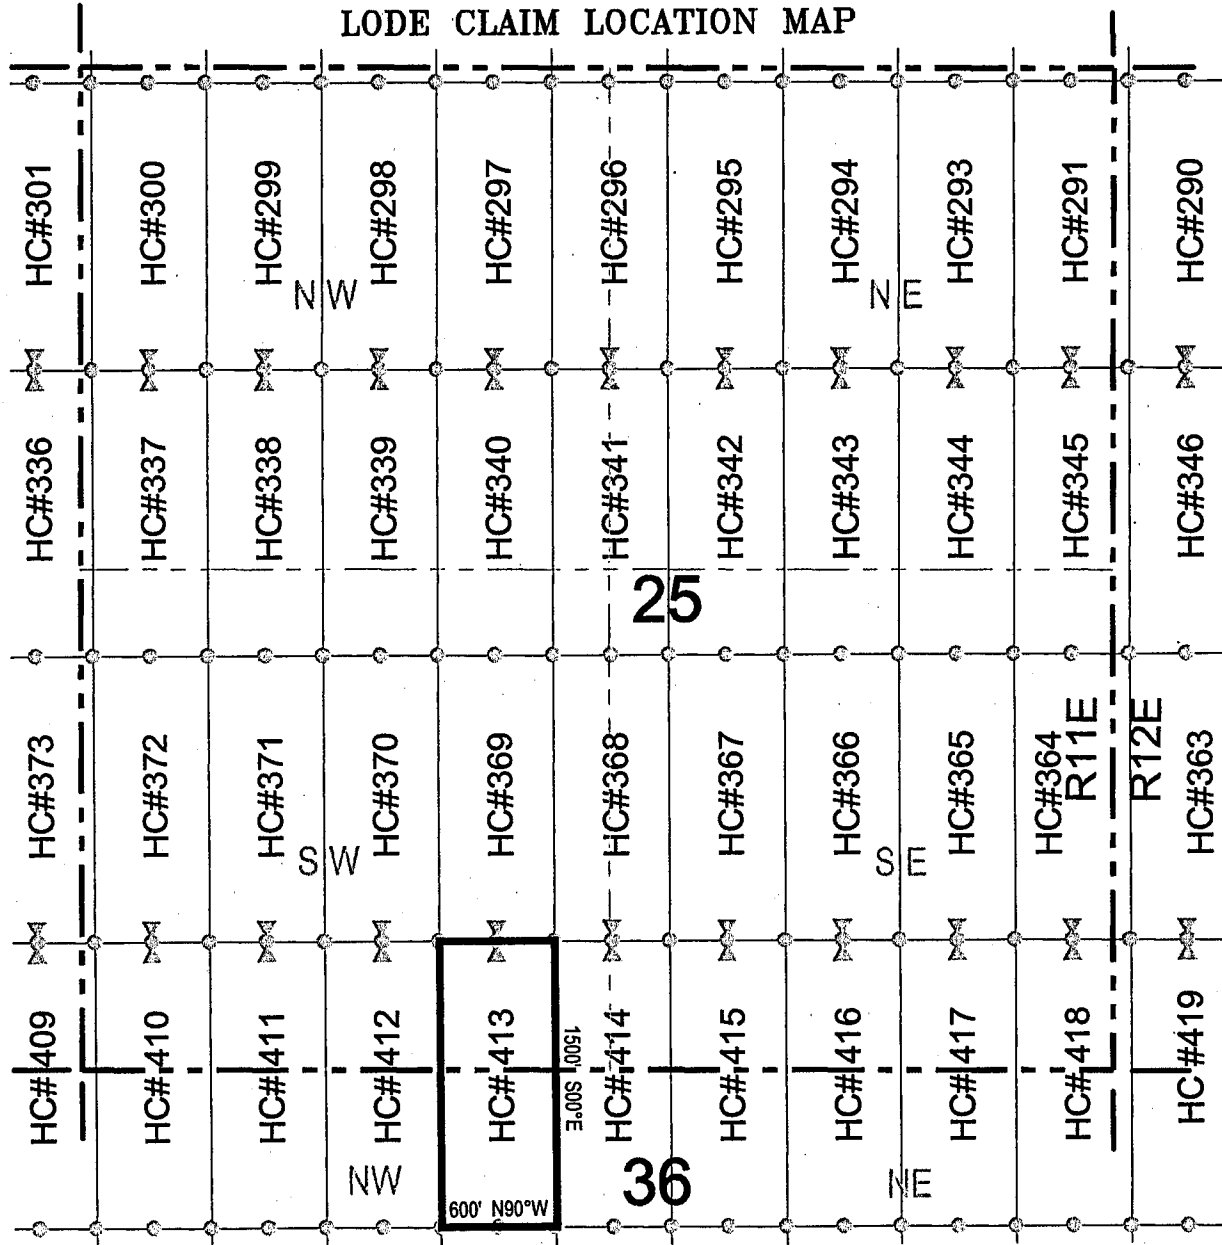 LODE CLAIM LOCATION MAP
HC#301
HC#300
HC#299
HC#298
HC#297
HC#296
HC#295
HC#294
HC#293
HC#291
HC#290
NW
NE
HC#336
HC#337
HC#338
HC#339
HC#340
HC#341
HC#342
HC#343
HC#344
HC#345
HC#346
25
HC#373
HC#372
HC#371
HC#370
HC#369
HC#368
HC#367
HC#366
HC#365
HC#364
R11E
R12E
HC#363
SW
SE
HC#409
HC#410
HC#411
HC#412
HC#413
1500' S00°E
HC#414
HC#415
HC#416
HC#417
HC#418
HC#419
NW
36
NE
600' N90°W